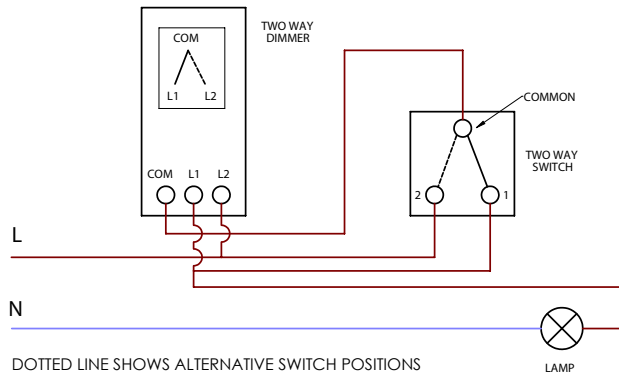 TWO WAY
DIMMER
COM
L1 L2
COMMON
TWO WAY
SWITCH
COM L1 L2
2 1
L
N
DOTTED LINE SHOWS ALTERNATIVE SWITCH POSITIONS
LAMP